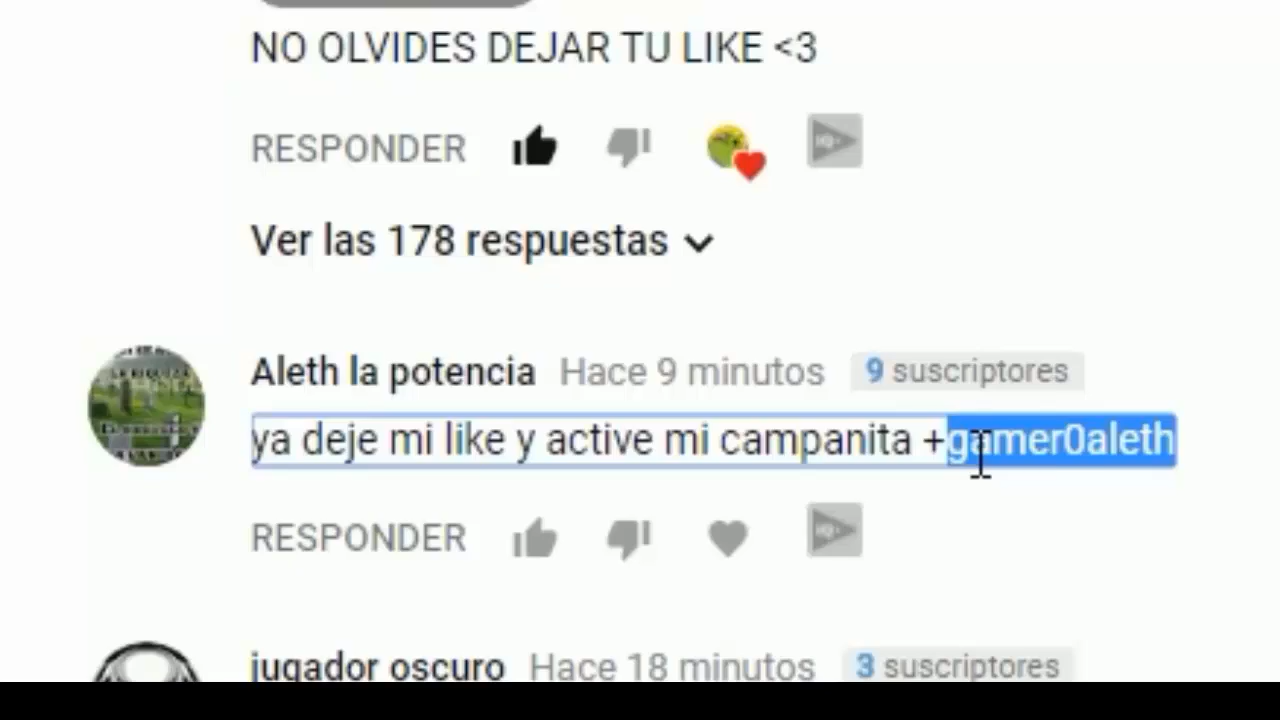 NO OLVIDES DEJAR TU LIKE <3
RESPONDER
Ver las 178 respuestas
Aleth la potencia Hace 9 minutos 9 suscriptores
ya deje mi like y active mi campanita +gamer0aleth
RESPONDER
jugador oscuro Hace 18 minutos 3 suscriptores